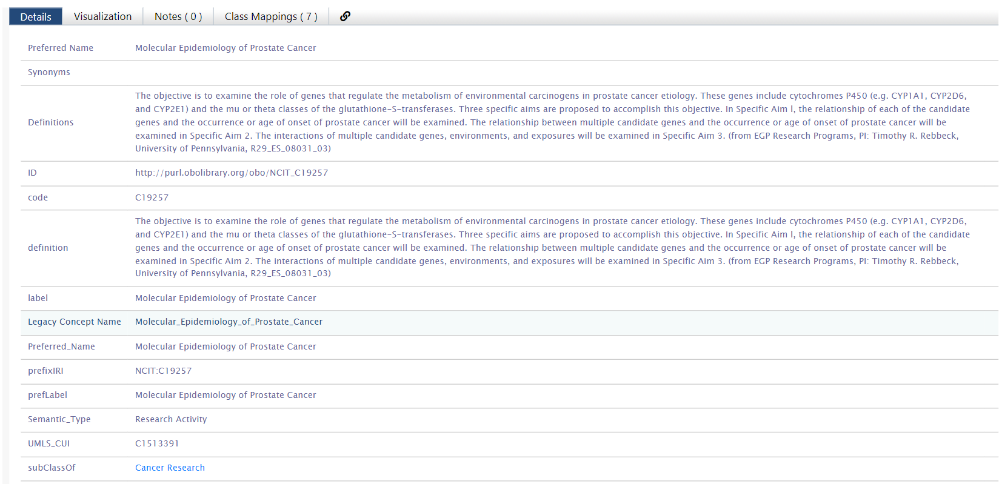 Details Visualization Notes ( 0 ) Class Mappings ( 7 )
Preferred Name Molecular Epidemiology of Prostate Cancer
Synonyms
Definitions
The objective is to examine the role of genes that regulate the metabolism of environmental carcinogens in prostate cancer etiology. These genes include cytochromes P450 (e.g. CYP1A1, CYP2D6,
and CYP2E1) and the mu or theta classes of the glutathione-S-transferases. Three specific aims are proposed to accomplish this objective. In Specific Aim l, the relationship of each of the candidate
genes and the occurrence or age of onset of prostate cancer will be examined. The relationship between multiple candidate genes and the occurrence or age of onset of prostate cancer will be
examined in Specific Aim 2. The interactions of multiple candidate genes, environments, and exposures will be examined in Specific Aim 3. (from EGP Research Programs, PI: Timothy R. Rebbeck,
University of Pennsylvania, R29_ES_08031_03)
ID http://purl.obolibrary.org/obo/NCIT_C19257
code C19257
definition
The objective is to examine the role of genes that regulate the metabolism of environmental carcinogens in prostate cancer etiology. These genes include cytochromes P450 (e.g. CYP1A1, CYP2D6,
and CYP2E1) and the mu or theta classes of the glutathione-S-transferases. Three specific aims are proposed to accomplish this objective. In Specific Aim l, the relationship of each of the candidate
genes and the occurrence or age of onset of prostate cancer will be examined. The relationship between multiple candidate genes and the occurrence or age of onset of prostate cancer will be
examined in Specific Aim 2. The interactions of multiple candidate genes, environments, and exposures will be examined in Specific Aim 3. (from EGP Research Programs, PI: Timothy R. Rebbeck,
University of Pennsylvania, R29_ES_08031_03)
label Molecular Epidemiology of Prostate Cancer
Legacy Concept Name Molecular_Epidemiology_of_Prostate_Cancer
Preferred_Name Molecular Epidemiology of Prostate Cancer
prefixIRI NCIT:C19257
prefLabel Molecular Epidemiology of Prostate Cancer
Semantic_Type Research Activity
UMLS_CUI C1513391
subClassOf Cancer Research